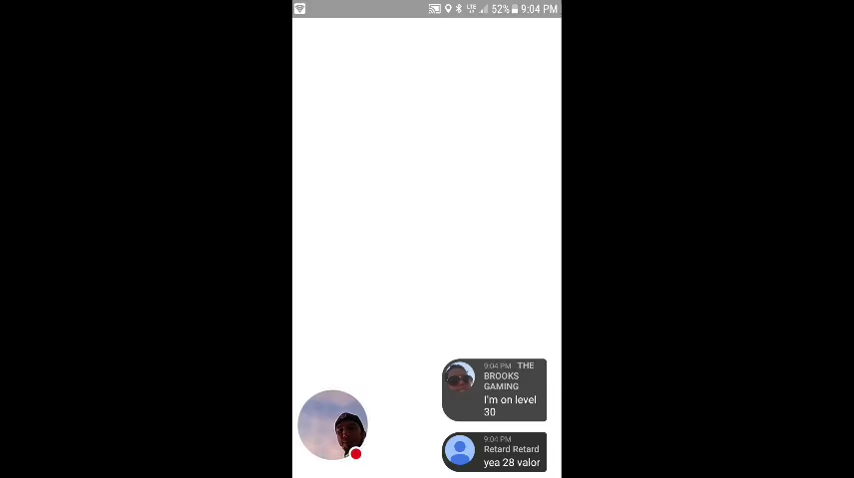 LTE 52% 9:04 PM
9:04 PM THE
BROOKS
GAMING
I'm on level
30
9:04 PM
Retard Retard
yea 28 valor